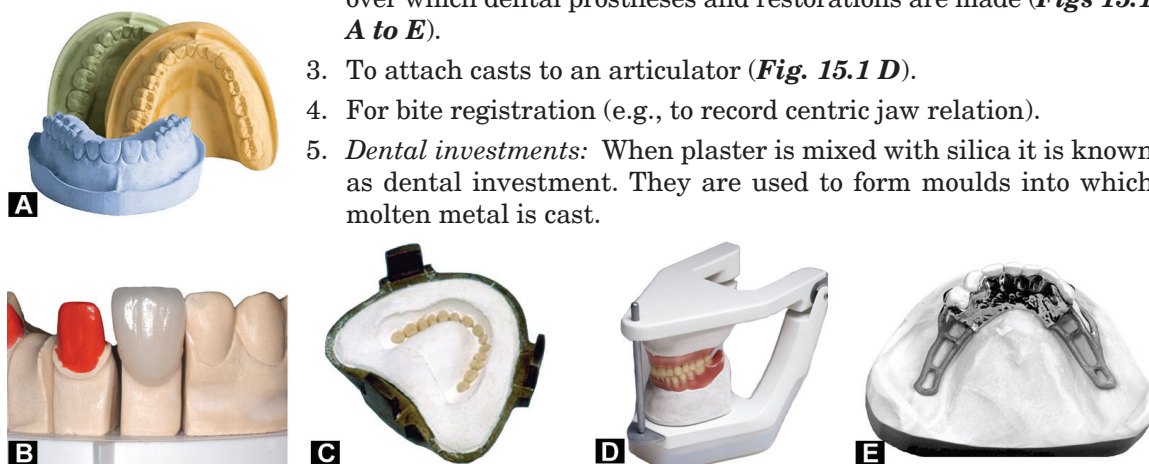 over which dental prostheses and restorations are made (Figs 15.1
A to E).
3. To attach casts to an articulator (Fig. 15.1 D).
4. For bite registration (e.g., to record centric jaw relation).
5. Dental investments: When plaster is mixed with silica it is known
as dental investment. They are used to form moulds into which
molten metal is cast.
A
B
C
D
E